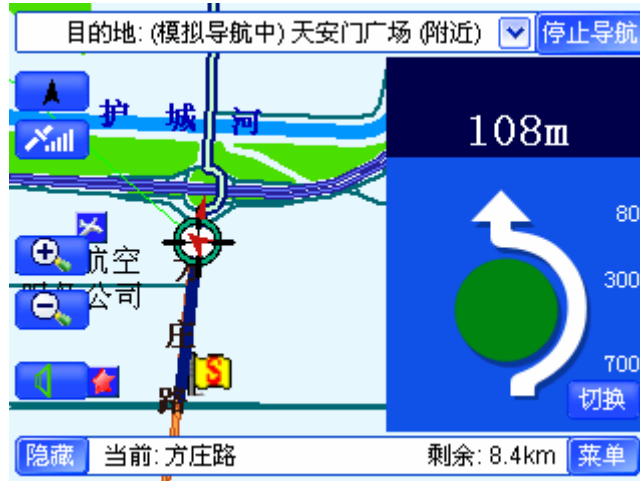 目的地: (模拟导航中) 天安门广场 (附近) 停止导航
护城河
108m
80
航空
300
公司
方庄路
S
700
切换
隐藏 当前: 方庄路 剩余: 8.4km 菜单